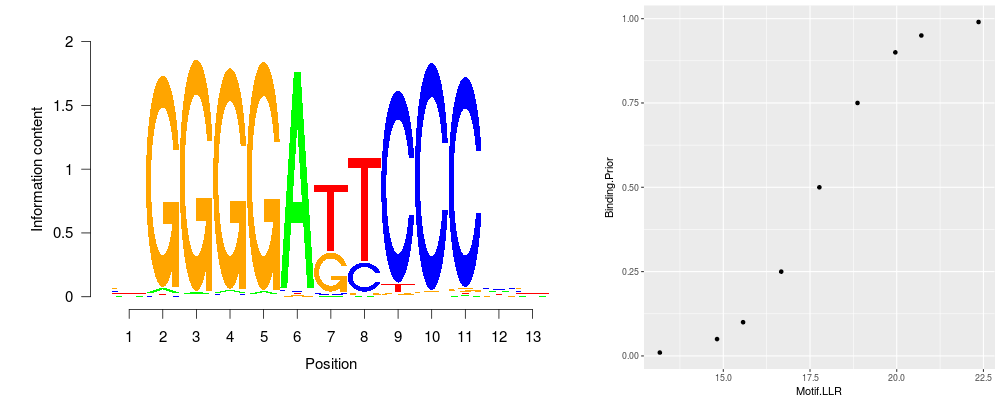 2
1.5
1
0.5
0
Information content
GGGGATTCCC
GC
T
1 2 3 4 5 6 7 8 9 10 11 12 13
Position
1.00
0.75
0.50
0.25
0.00
Binding.Prior
15.0 17.5 20.0 22.5
Motif.LLR